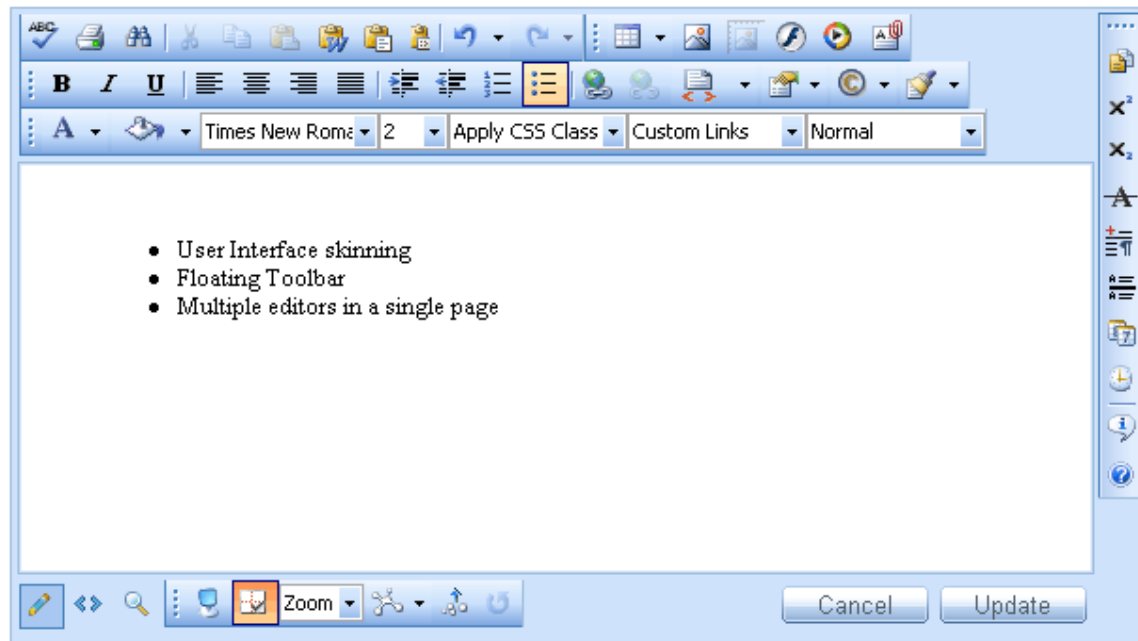 ABC
B I U
A Times New Roma 2 Apply CSS Class Custom Links Normal
User Interface skinning
Floating Toolbar
Multiple editors in a single page
Zoom
Cancel Update